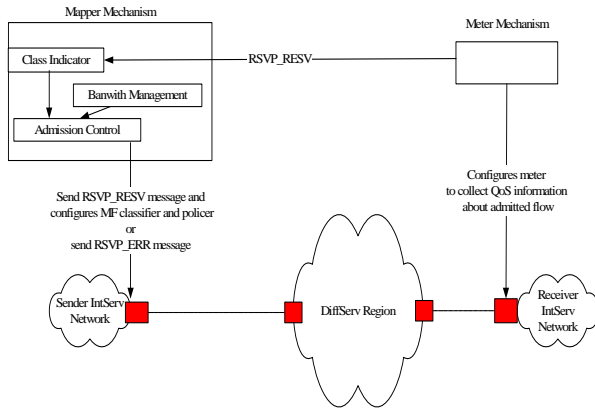 Mapper Mechanism
Meter Mechanism
Class Indicator
RSVP_RESV
Banwith Management
Admission Control
Send RSVP_RESV message and
configures MF classifier and policer
or
send RSVP_ERR message
Configures meter
to collect QoS information
about admitted flow
Sender IntServ
Network
DiffServ Region
Receiver
IntServ
Network